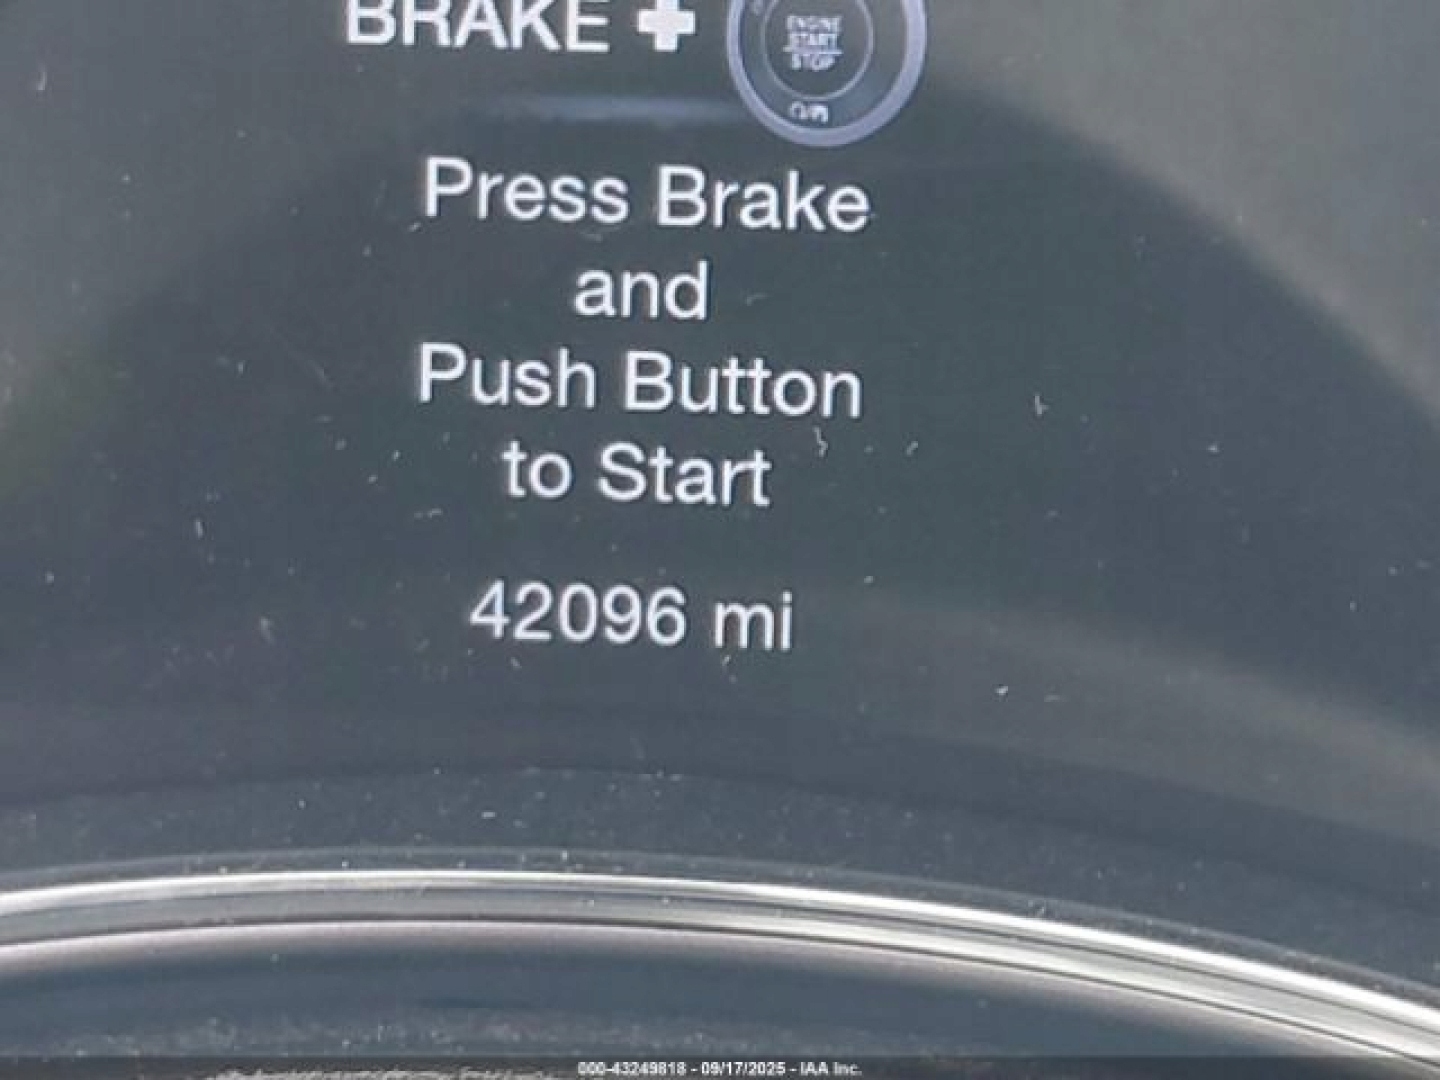 BRAKE +
ENGINE
START
STOP
Press Brake
and
Push Button
to Start
42096 mi
000-43249818 - 09/17/2025 - IAA Inc.